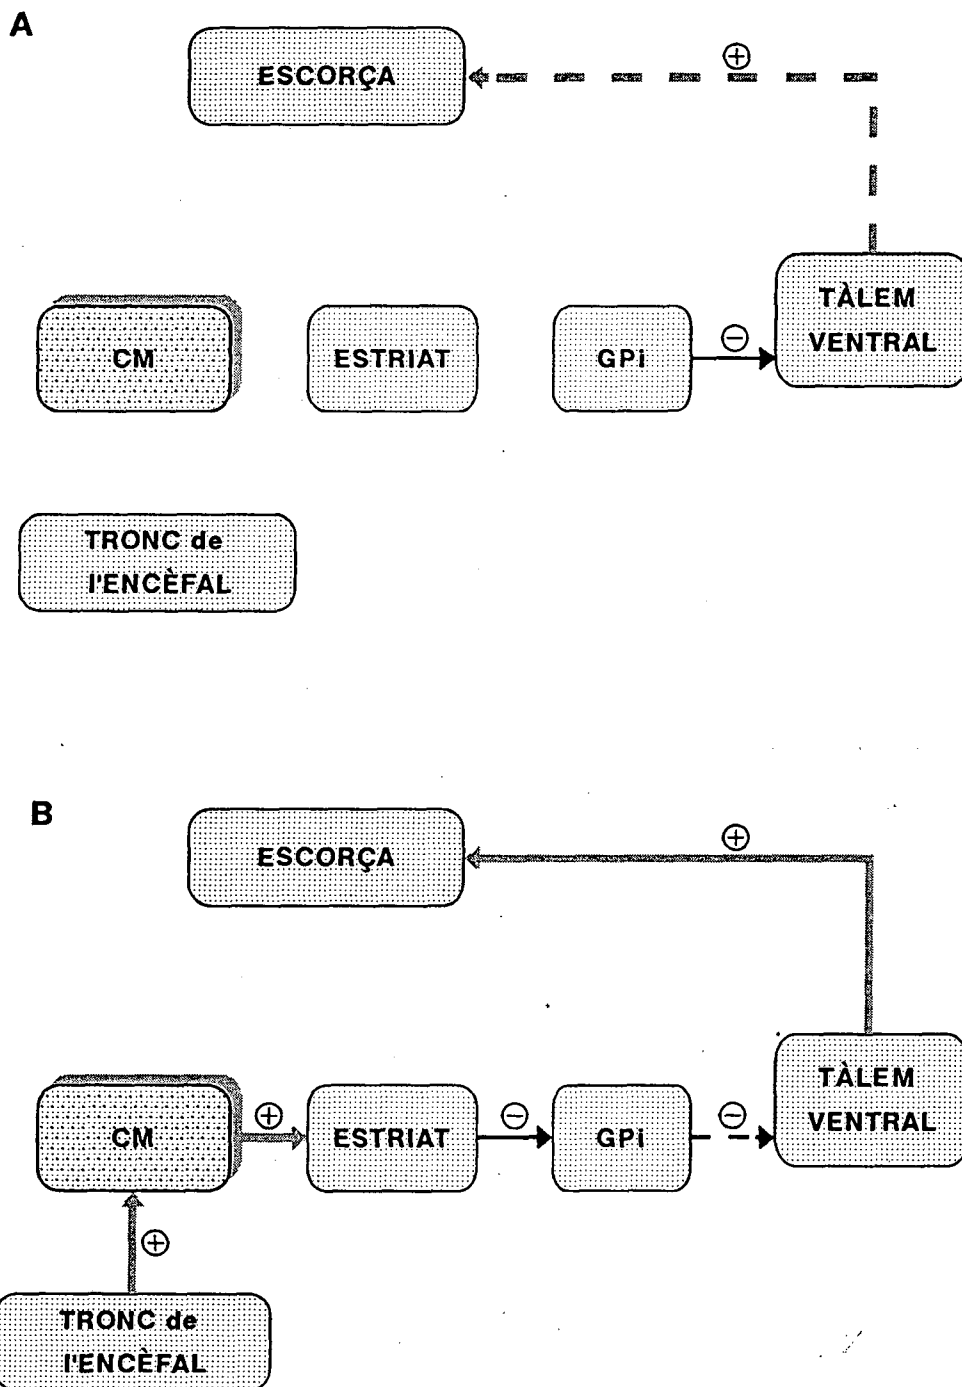 A
ESCORÇA
⊕
CM
ESTRIAT
GPi
⊖
TÀLEM
VENTRAL
TRONC de
l'ENCÈFAL
B
ESCORÇA
⊕
CM
⊕
ESTRIAT
⊖
GPi
⊖
TÀLEM
VENTRAL
⊕
TRONC de
l'ENCÈFAL